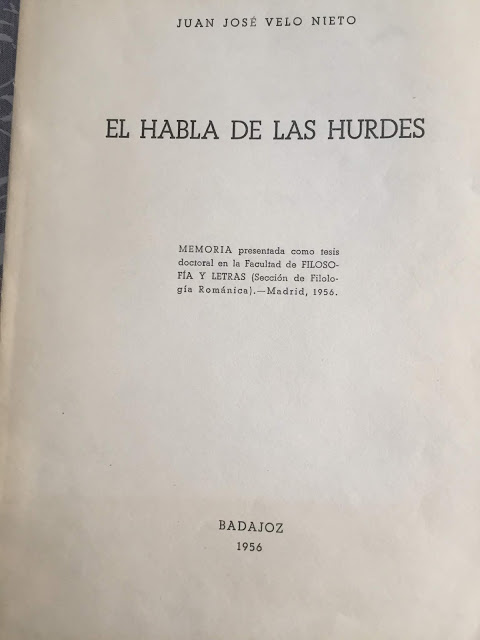 JUAN JOSÉ VELO NIETO
EL HABLA DE LAS HURDES
MEMORIA presentada como tesis
doctoral en la Facultad de FILOSO-
FÍA Y LETRAS (Sección de Filolo-
gía Románica).—Madrid, 1956.
BADAJOZ
1956